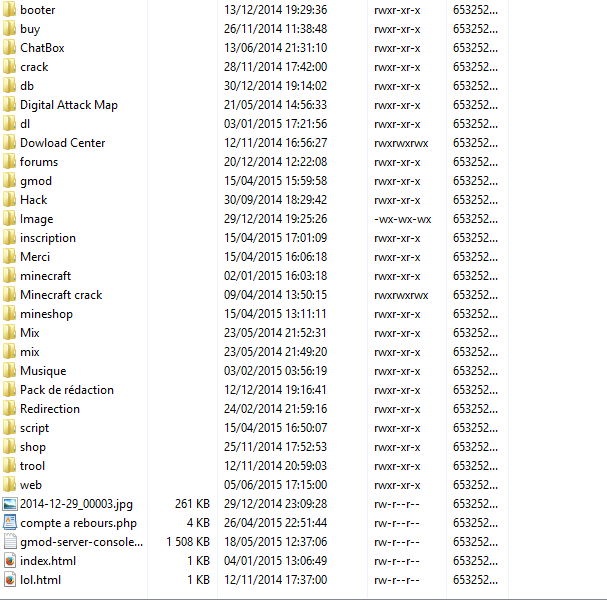 booter 13/12/2014 19:29:36 rwxr-xr-x 653252...
buy 26/11/2014 11:38:48 rwxr-xr-x 653252...
ChatBox 13/06/2014 21:31:10 rwxr-xr-x 653252...
crack 28/11/2014 17:42:00 rwxr-xr-x 653252...
db 30/12/2014 19:14:02 rwxr-xr-x 653252...
Digital Attack Map 21/05/2014 14:56:33 rwxr-xr-x 653252...
dl 03/01/2015 17:21:56 rwxr-xr-x 653252...
Dowload Center 12/11/2014 16:56:27 rwxrwxrwx 653252...
forums 20/12/2014 12:22:08 rwxr-xr-x 653252...
gmod 15/04/2015 15:59:58 rwxr-xr-x 653252...
Hack 30/09/2014 18:29:42 rwxr-xr-x 653252...
Image 29/12/2014 19:25:26 -wx-wx-wx 653252...
inscription 15/04/2015 17:01:09 rwxr-xr-x 653252...
Merci 15/04/2015 16:06:18 rwxr-xr-x 653252...
minecraft 02/01/2015 16:03:18 rwxr-xr-x 653252...
Minecraft crack 09/04/2014 13:50:15 rwxrwxrwx 653252...
mineshop 15/04/2015 13:11:11 rwxr-xr-x 653252...
Mix 23/05/2014 21:52:31 rwxr-xr-x 653252...
mix 23/05/2014 21:49:20 rwxr-xr-x 653252...
Musique 03/02/2015 03:56:19 rwxr-xr-x 653252...
Pack de rédaction 12/12/2014 19:16:41 rwxr-xr-x 653252...
Redirection 24/02/2014 21:59:16 rwxr-xr-x 653252...
script 15/04/2015 16:50:07 rwxr-xr-x 653252...
shop 25/11/2014 17:52:53 rwxr-xr-x 653252...
trool 12/11/2014 20:59:03 rwxr-xr-x 653252...
web 05/06/2015 17:15:00 rwxr-xr-x 653252...
2014-12-29_00003.jpg 261 KB 29/12/2014 23:09:28 rw-r--r-- 653252...
compte a rebours.php 4 KB 26/04/2015 22:51:44 rw-r--r-- 653252...
gmod-server-console... 1 508 KB 18/05/2015 12:37:06 rw-r--r-- 653252...
index.html 1 KB 04/01/2015 13:06:49 rw-r--r-- 653252...
lol.html 1 KB 12/11/2014 17:37:00 rw-r--r-- 653252...